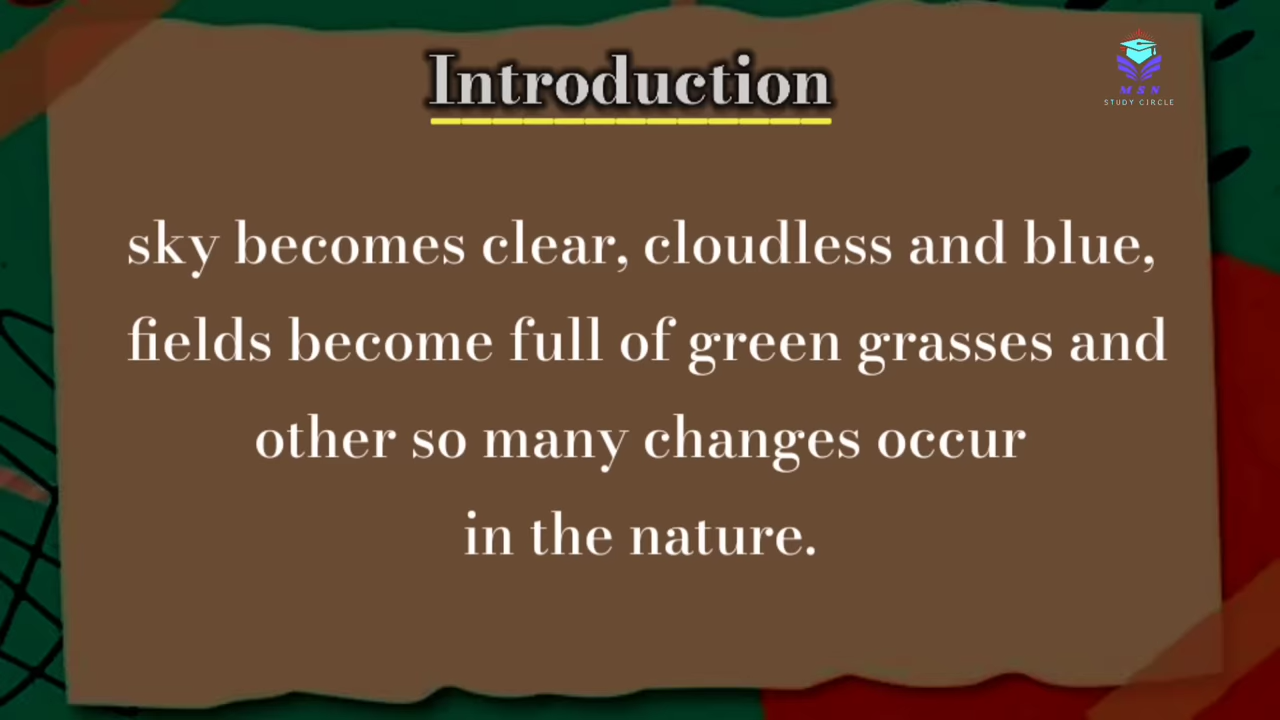 Introduction
M S N
STUDY CIRCLE
sky becomes clear, cloudless and blue,
fields become full of green grasses and
other so many changes occur
in the nature.